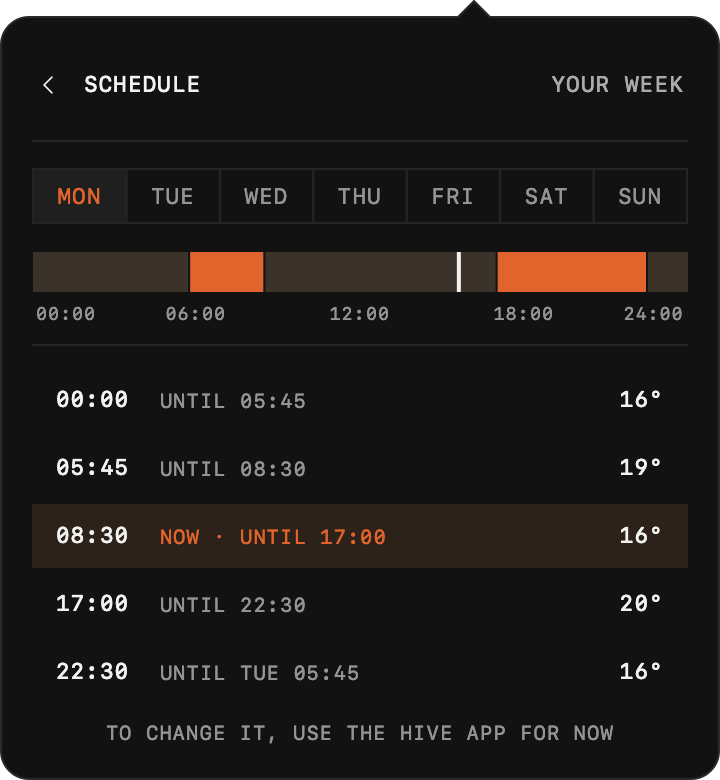 SCHEDULE YOUR WEEK
MON TUE WED THU FRI SAT SUN
00:00 06:00 12:00 18:00 24:00
00:00 UNTIL 05:45 16°
05:45 UNTIL 08:30 19°
08:30 NOW · UNTIL 17:00 16°
17:00 UNTIL 22:30 20°
22:30 UNTIL TUE 05:45 16°
TO CHANGE IT, USE THE HIVE APP FOR NOW